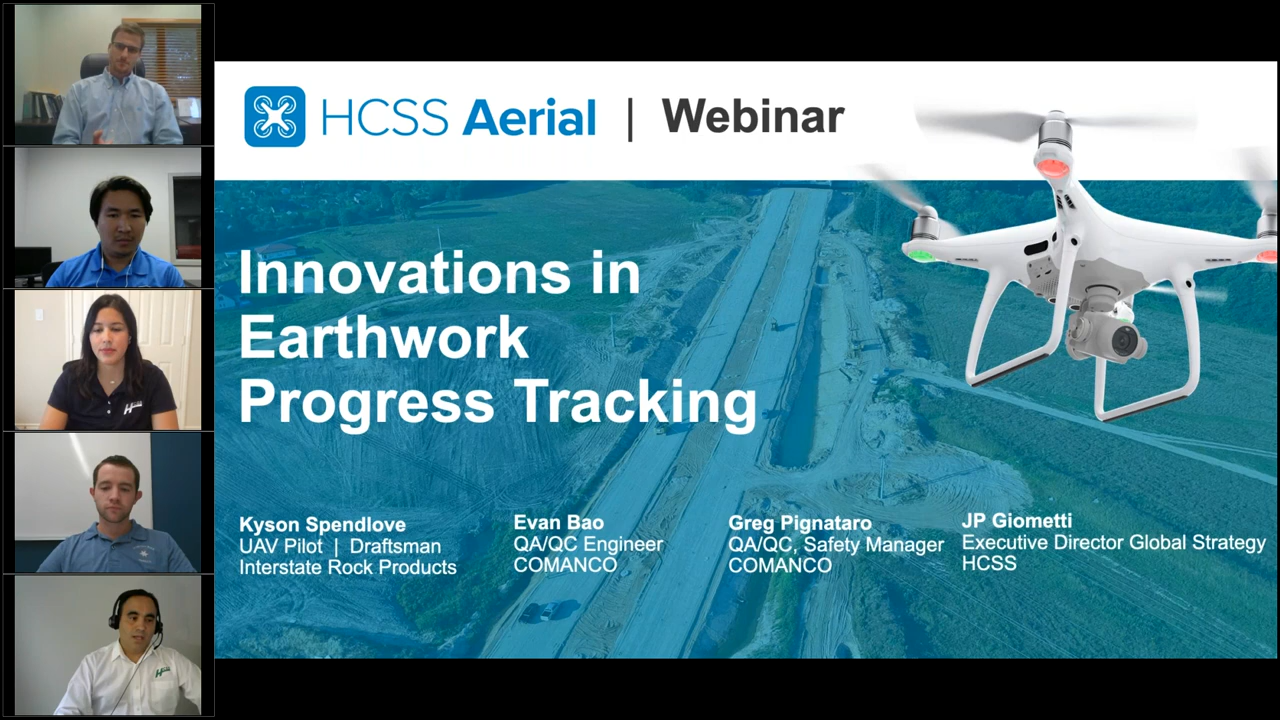 HCSS Aerial | Webinar
Innovations in
Earthwork
Progress Tracking
Kyson Spendlove
UAV Pilot | Draftsman
Interstate Rock Products
Evan Bao
QA/QC Engineer
COMANCO
Greg Pignataro
QA/QC, Safety Manager
COMANCO
JP Giometti
Executive Director Global Strategy
HCSS